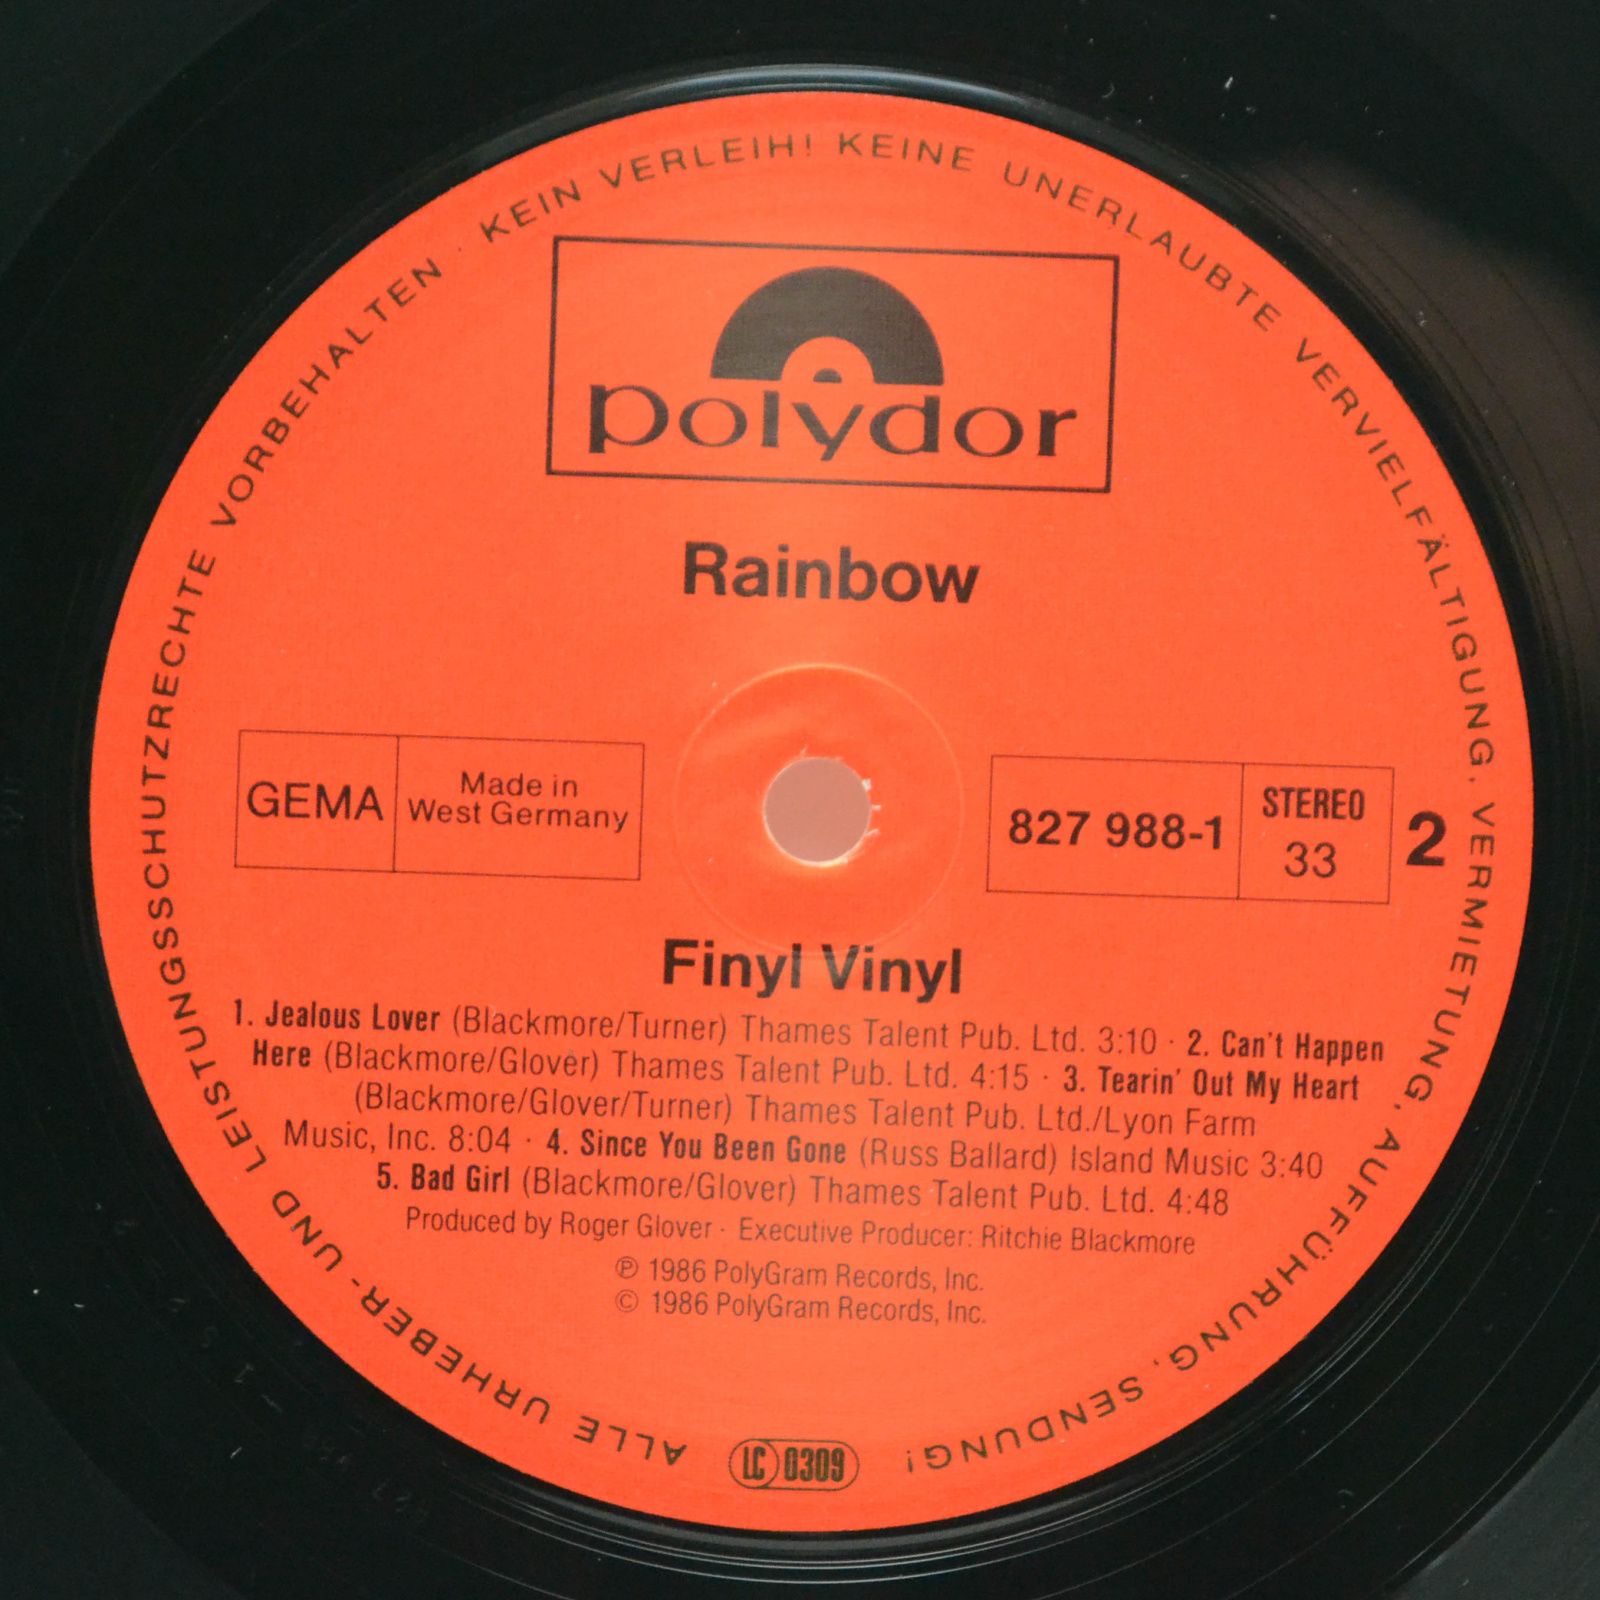 ALLE URHEBER- UND LEISTUNGSSCHUTZRECHTE VORBEHALTEN · KEIN VERLEIH! KEINE UNERLAUBTE VERVIELFÄLTIGUNG, VERMIETUNG, AUFFÜHRUNG, SENDUNG!
polydor
Rainbow
GEMA
Made in
West Germany
827 988-1
STEREO
33
2
Finyl Vinyl
1. Jealous Lover (Blackmore/Turner) Thames Talent Pub. Ltd. 3:10 · 2. Can't Happen
Here (Blackmore/Glover) Thames Talent Pub. Ltd. 4:15 · 3. Tearin' Out My Heart
(Blackmore/Glover/Turner) Thames Talent Pub. Ltd./Lyon Farm
Music, Inc. 8:04 · 4. Since You Been Gone (Russ Ballard) Island Music 3:40
5. Bad Girl (Blackmore/Glover) Thames Talent Pub. Ltd. 4:48
Produced by Roger Glover · Executive Producer: Ritchie Blackmore
℗ 1986 PolyGram Records, Inc.
© 1986 PolyGram Records, Inc.
LC 0309